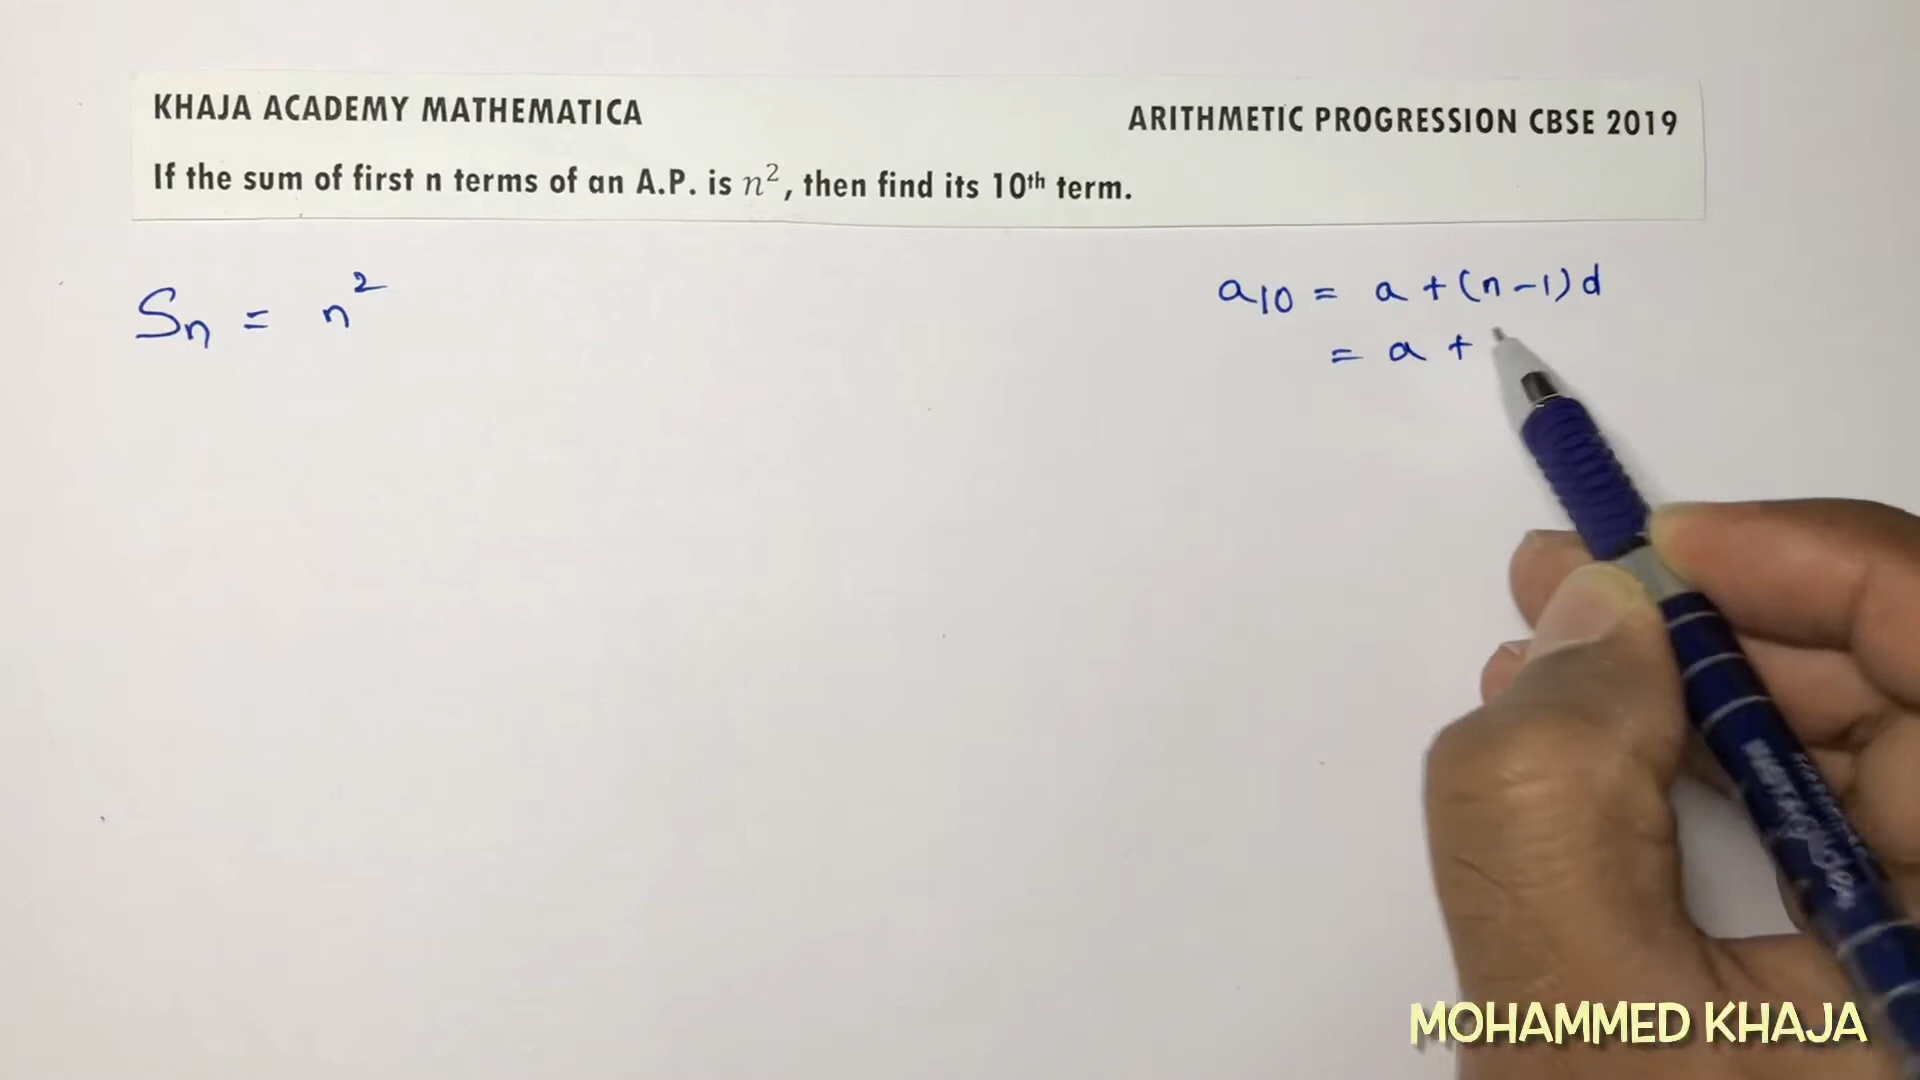 KHAJA ACADEMY MATHEMATICA
ARITHMETIC PROGRESSION CBSE 2019
If the sum of first n terms of an A.P. is n², then find its 10ᵗʰ term.
Sₙ = n²
a₁₀ = a + (n-1)d
= a +
MOHAMMED KHAJA